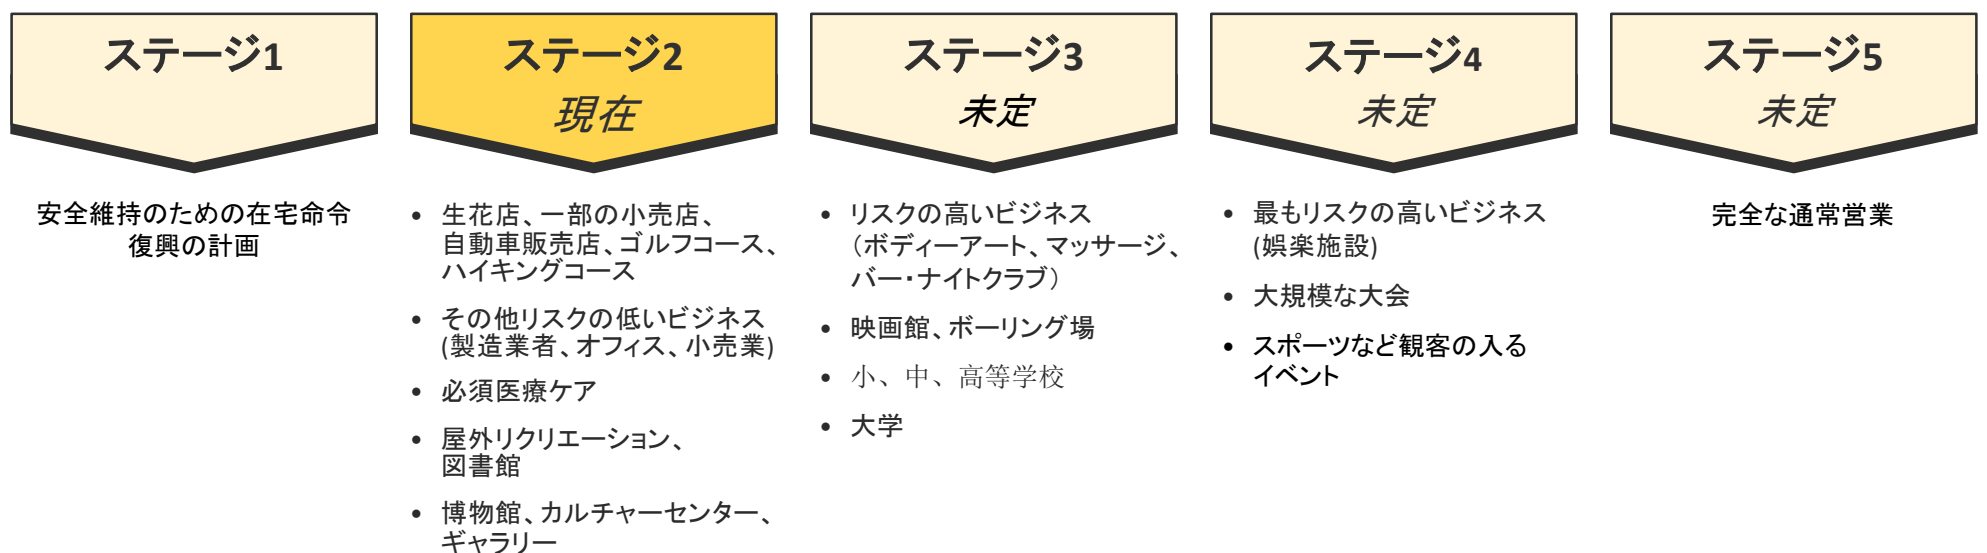 ステージ1
安全維持のための在宅命令
復興の計画
ステージ2
現在
• 生花店、一部の小売店、
自動車販売店、ゴルフコース、
ハイキングコース
• その他リスクの低いビジネス
(製造業者、オフィス、小売業)
• 必須医療ケア
• 屋外リクリエーション、
図書館
• 博物館、カルチャーセンター、
ギャラリー
ステージ3
未定
• リスクの高いビジネス
（ボディーアート、マッサージ、
バー・ナイトクラブ）
• 映画館、ボーリング場
• 小、中、高等学校
• 大学
ステージ4
未定
• 最もリスクの高いビジネス
(娯楽施設)
• 大規模な大会
• スポーツなど観客の入る
イベント
ステージ5
未定
完全な通常営業